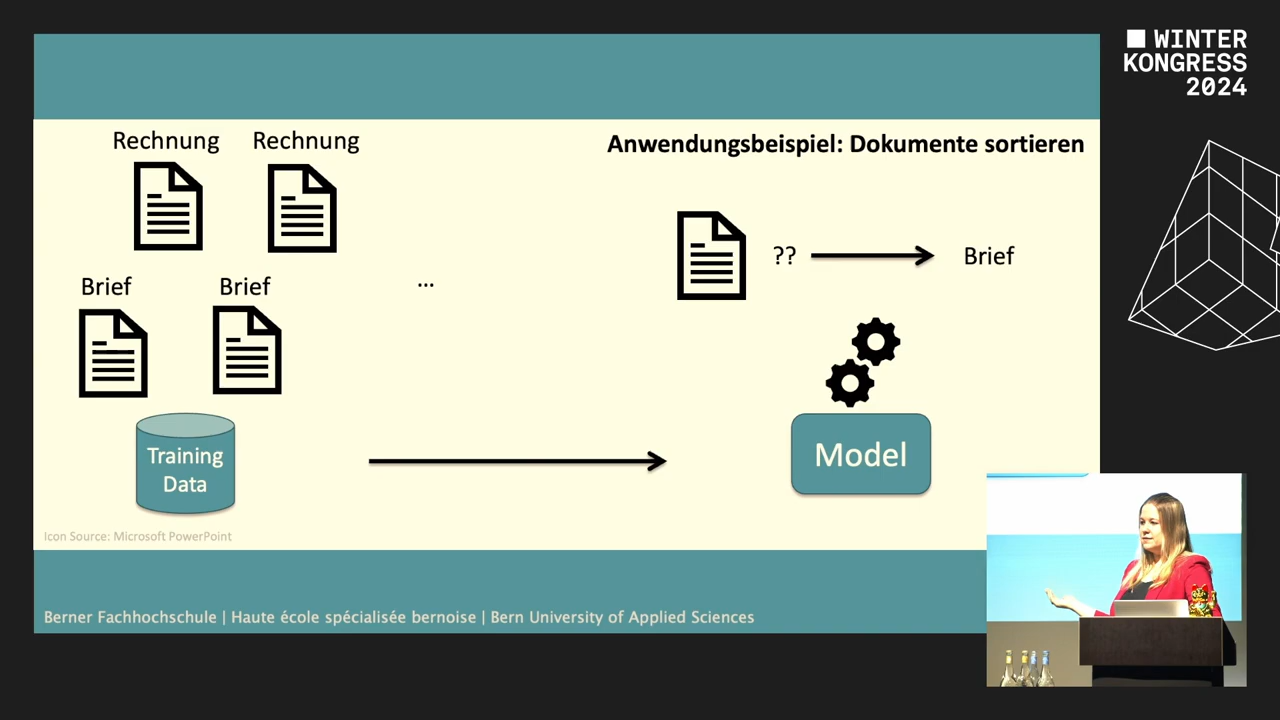 WINTER
KONGRESS
2024
Rechnung
Rechnung
Anwendungsbeispiel: Dokumente sortieren
??
Brief
Brief
Brief
...
Training
Data
Model
Icon Source: Microsoft PowerPoint
Berner Fachhochschule | Haute école spécialisée bernoise | Bern University of Applied Sciences